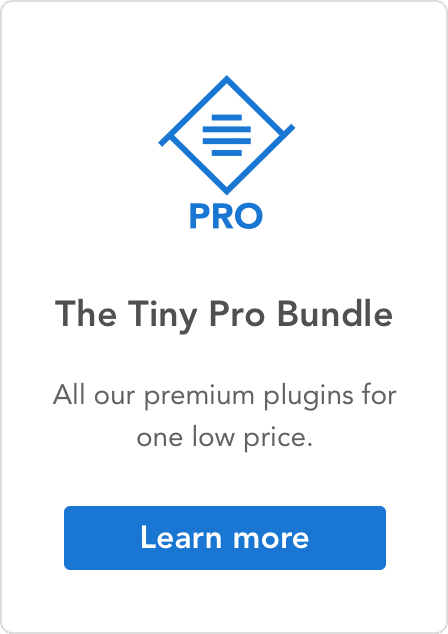 PRO
The Tiny Pro Bundle
All our premium plugins for
one low price.
Learn more